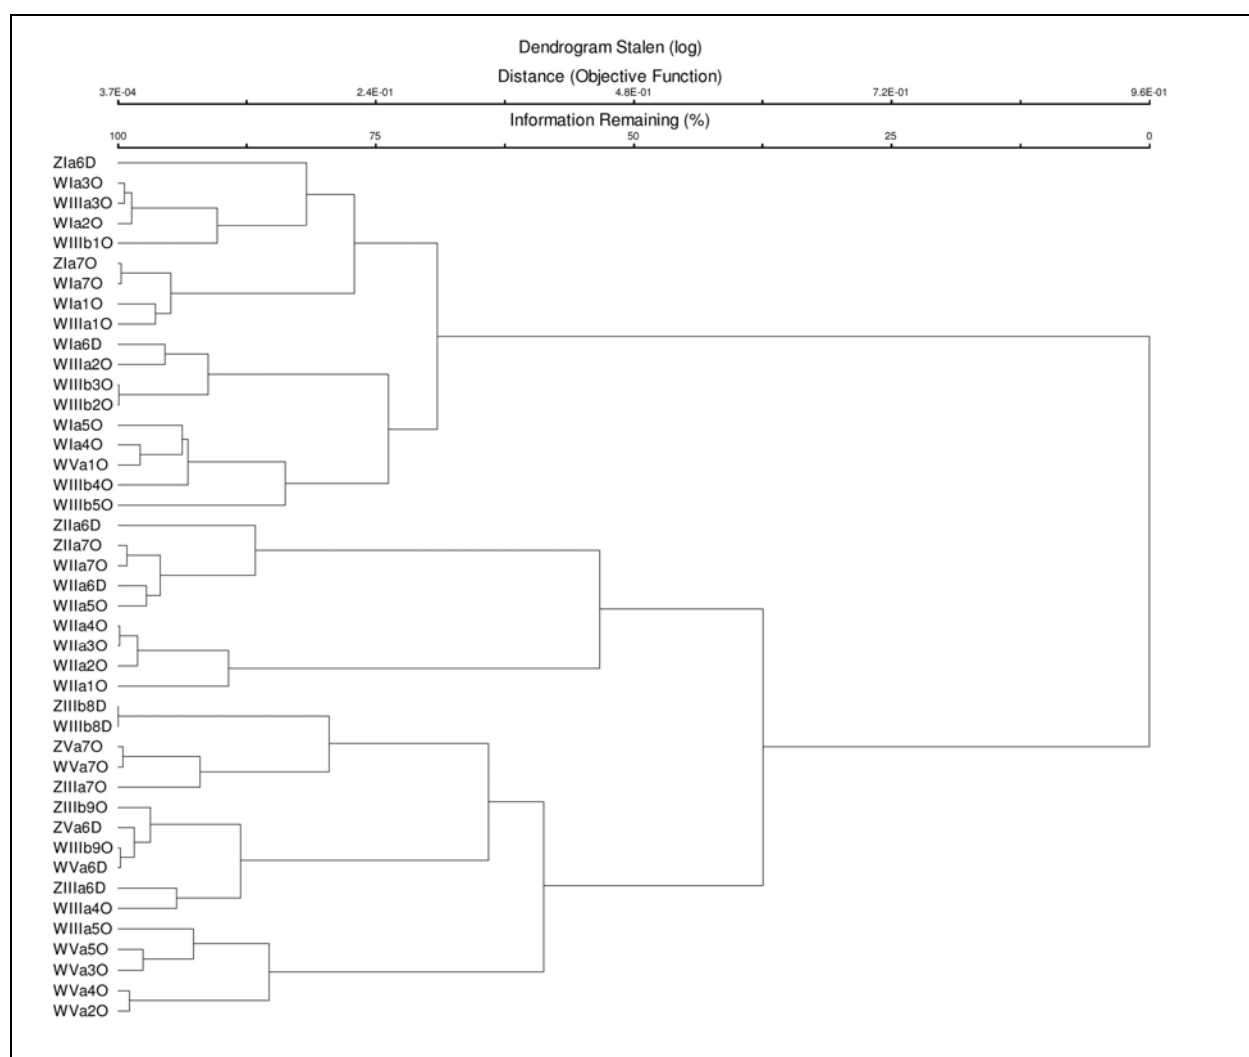 Dendrogram Stalen (log)
Distance (Objective Function)
3.7E-04 2.4E-01 4.8E-01 7.2E-01 9.6E-01
Information Remaining (%)
100 75 50 25 0
ZIa6D
WIa3O
WIIIa3O
WIa2O
WIIIb1O
ZIa7O
WIa7O
WIa1O
WIIIa1O
WIa6D
WIIIa2O
WIIIb3O
WIIIb2O
WIa5O
WIa4O
WVa1O
WIIIb4O
WIIIb5O
ZIIa6D
ZIIa7O
WIIa7O
WIIa6D
WIIa5O
WIIa4O
WIIa3O
WIIa2O
WIIa1O
ZIIIb8D
WIIIb8D
ZVa7O
WVa7O
ZIIIa7O
ZIIIb9O
ZVa6D
WIIIb9O
WVa6D
ZIIIa6D
WIIIa4O
WIIIa5O
WVa5O
WVa3O
WVa4O
WVa2O